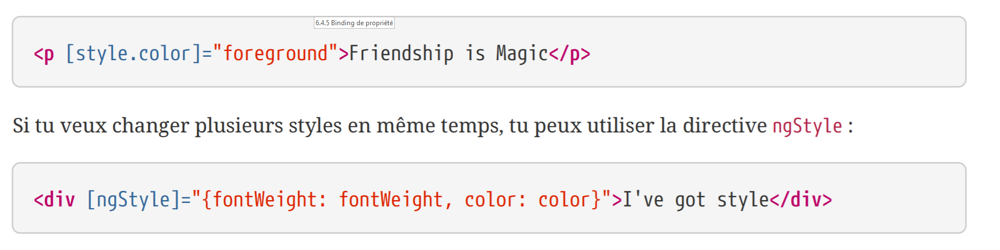 6.4.5 Binding de propriété
<p [style.color]="foreground">Friendship is Magic</p>
Si tu veux changer plusieurs styles en même temps, tu peux utiliser la directive ngStyle :
<div [ngStyle]="{fontWeight: fontWeight, color: color}">I've got style</div>